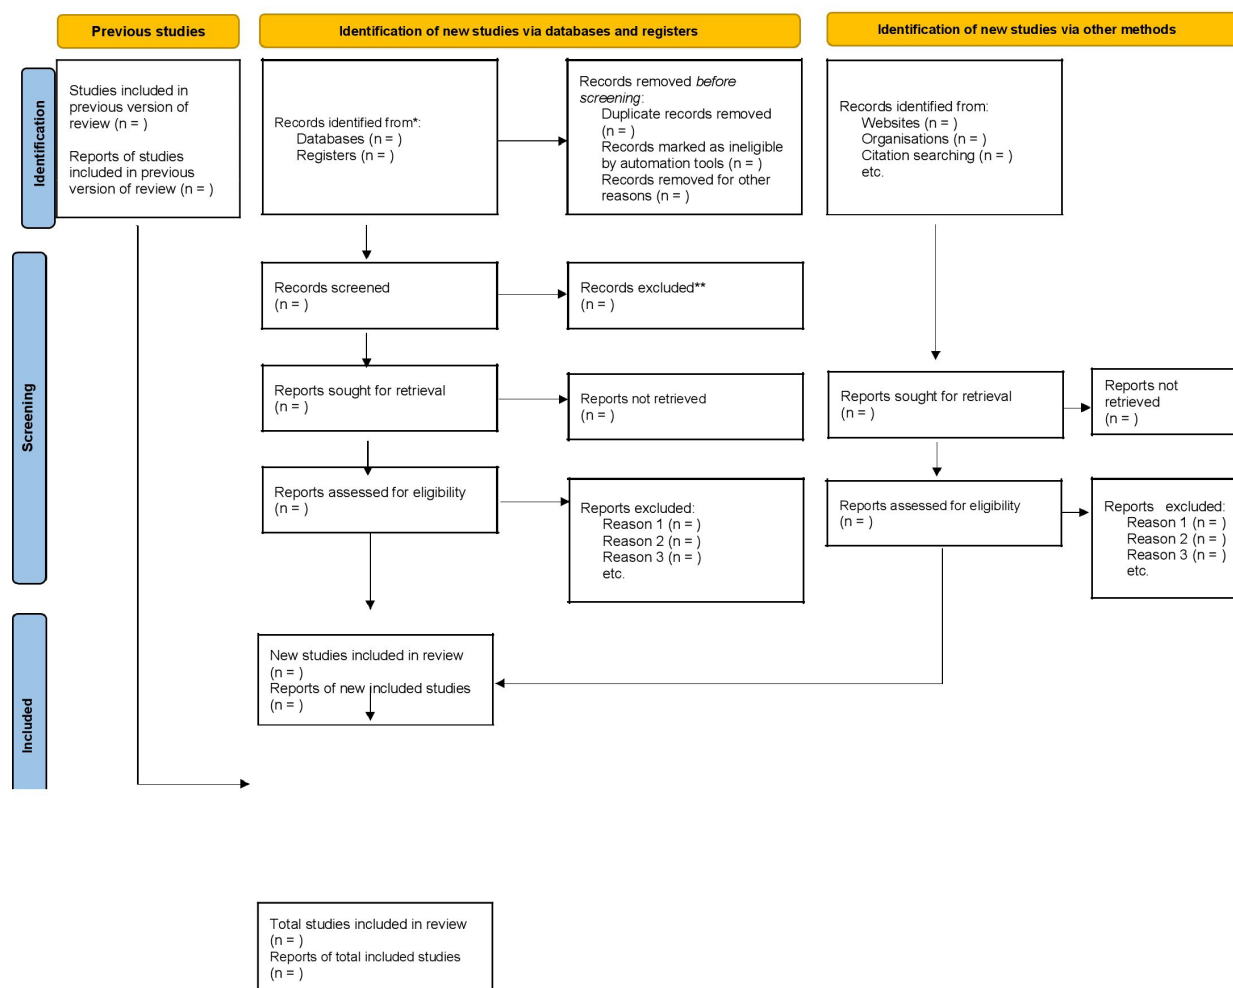 Previous studies
Identification of new studies via databases and registers
Identification of new studies via other methods
Identification
Studies included in
previous version of
review (n = )
Reports of studies
included in previous
version of review (n = )
Records identified from*:
Databases (n = )
Registers (n = )
Records removed before
screening:
Duplicate records removed
(n = )
Records marked as ineligible
by automation tools (n = )
Records removed for other
reasons (n = )
Records identified from:
Websites (n = )
Organisations (n = )
Citation searching (n = )
etc.
Screening
Records screened
(n = )
Records excluded**
(n = )
Reports sought for retrieval
(n = )
Reports not retrieved
(n = )
Reports sought for retrieval
(n = )
Reports not
retrieved
(n = )
Reports assessed for eligibility
(n = )
Reports excluded:
Reason 1 (n = )
Reason 2 (n = )
Reason 3 (n = )
etc.
Reports assessed for eligibility
(n = )
Reports excluded:
Reason 1 (n = )
Reason 2 (n = )
Reason 3 (n = )
etc.
Included
New studies included in review
(n = )
Reports of new included studies
(n = )
Total studies included in review
(n = )
Reports of total included studies
(n = )